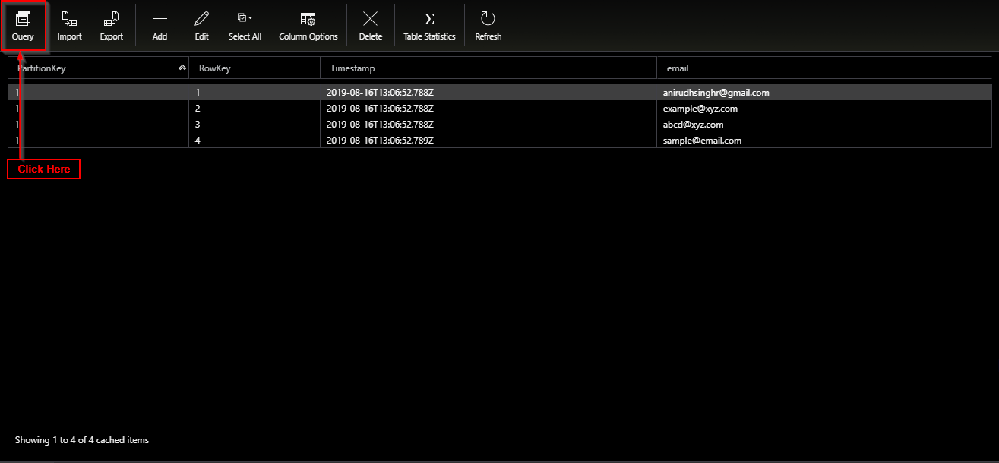 Query Import Export Add Edit Select All Column Options Delete Table Statistics Refresh
PartitionKey RowKey Timestamp email
1 1 2019-08-16T13:06:52.788Z anirudhsinghr@gmail.com
1 2 2019-08-16T13:06:52.788Z example@xyz.com
1 3 2019-08-16T13:06:52.788Z abcd@xyz.com
1 4 2019-08-16T13:06:52.789Z sample@email.com
Click Here
Showing 1 to 4 of 4 cached items